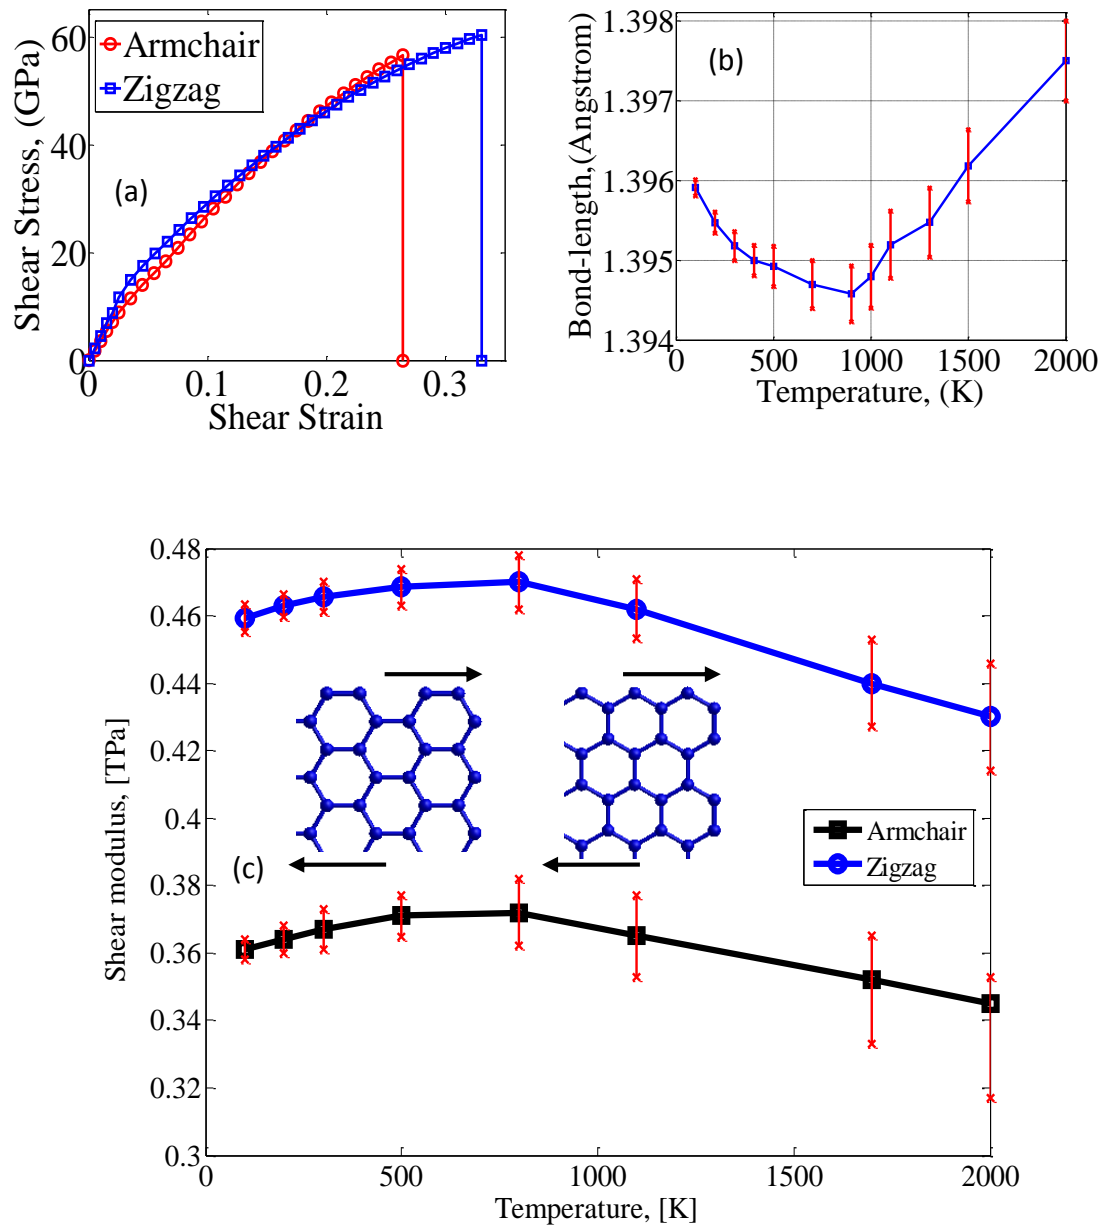 Shear Stress, (GPa)
60
40
20
0
Armchair
Zigzag
(a)
0
0.1
0.2
0.3
Shear Strain
Bond-length,(Angstrom)
1.398
1.397
1.396
1.395
1.394
(b)
0
500
1000
1500
2000
Temperature, (K)
Shear modulus, [TPa]
0.48
0.46
0.44
0.42
0.4
0.38
0.36
0.34
0.32
0.3
Armchair
Zigzag
(c)
0
500
1000
1500
2000
Temperature, [K]